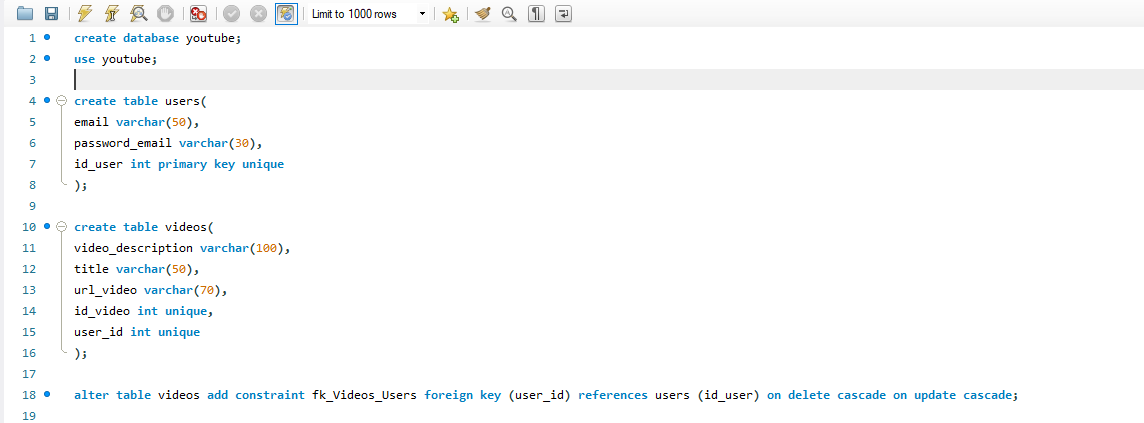 Limit to 1000 rows
1 create database youtube;
2 use youtube;
3
4 create table users(
5 email varchar(50),
6 password_email varchar(30),
7 id_user int primary key unique
8 );
9
10 create table videos(
11 video_description varchar(100),
12 title varchar(50),
13 url_video varchar(70),
14 id_video int unique,
15 user_id int unique
16 );
17
18 alter table videos add constraint fk_Videos_Users foreign key (user_id) references users (id_user) on delete cascade on update cascade;
19